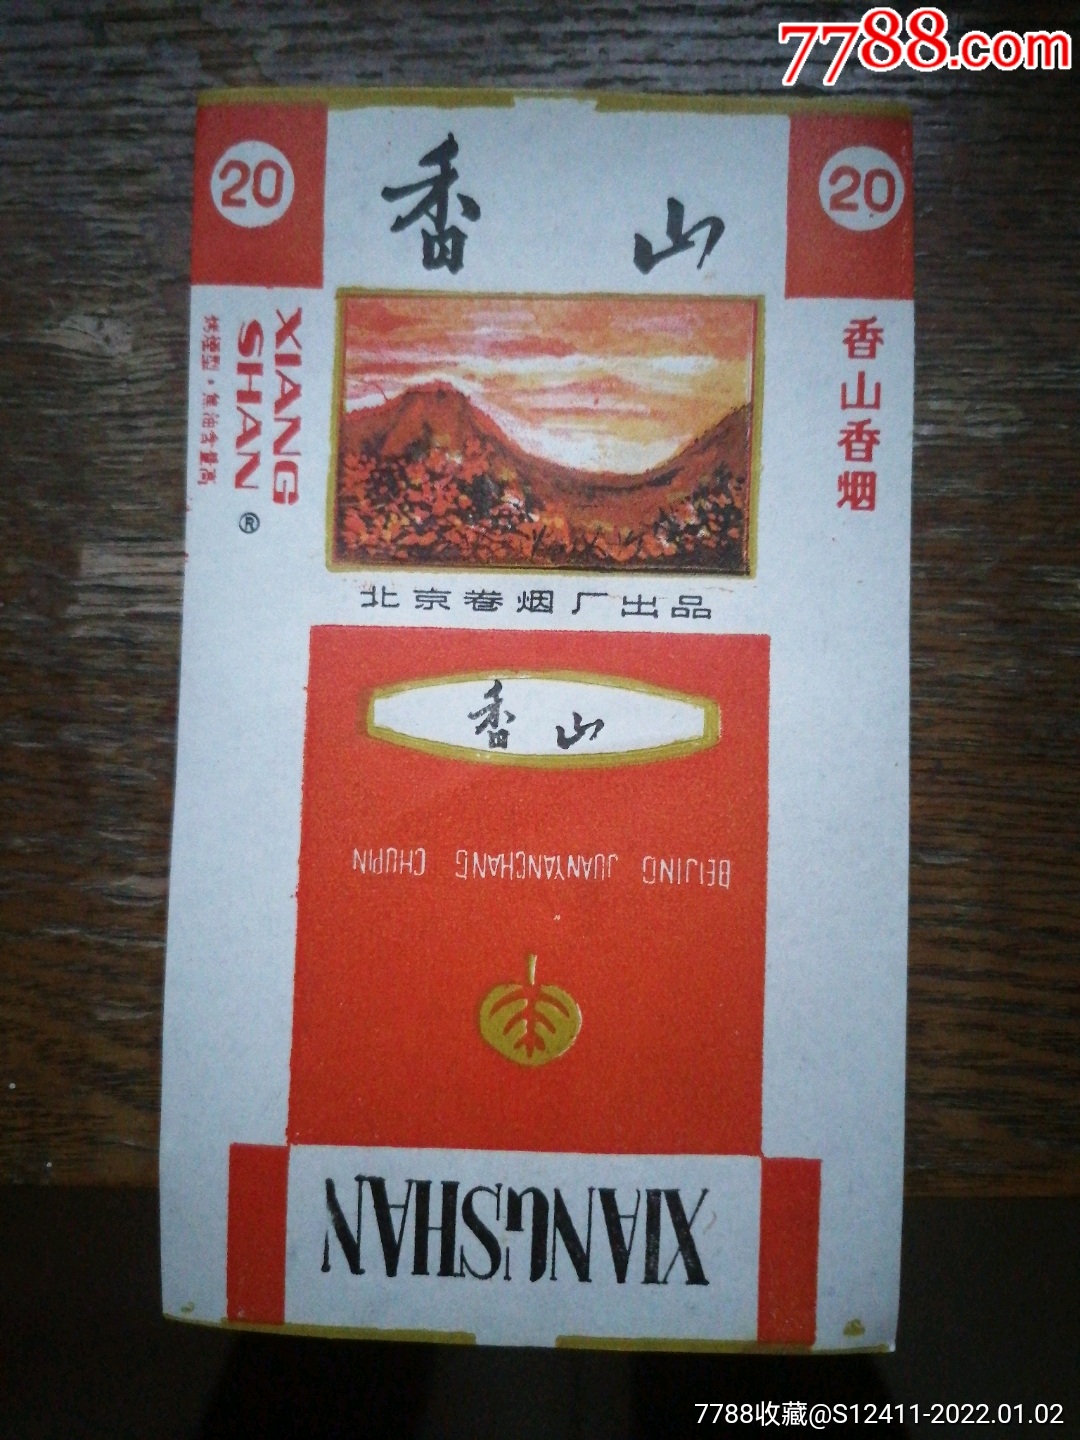 7788.com
20
20
香山
XIANG
SHAN
®
烤烟型·焦油含量高
香山香烟
北京卷烟厂出品
香山
BEIJING JUANYANCHANG CHUPIN
XIANGSHAN
7788收藏@S12411-2022.01.02